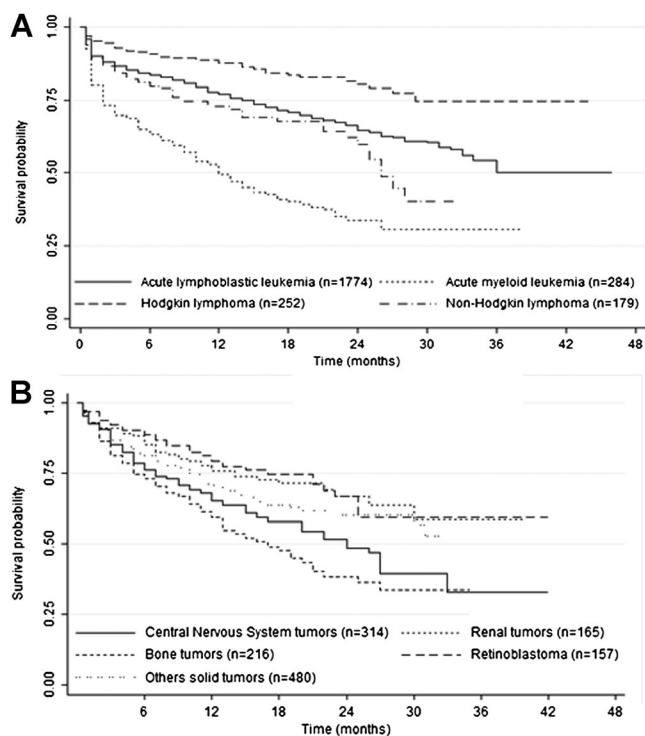 A
Survival probability
1.00
0.75
0.50
0.25
0.00
Acute lymphoblastic leukemia (n=1774)
Acute myeloid leukemia (n=284)
Hodgkin lymphoma (n=252)
Non-Hodgkin lymphoma (n=179)
0 6 12 18 24 30 36 42 48
Time (months)
B
Survival probability
1.00
0.75
0.50
0.25
0.00
Central Nervous System tumors (n=314)
Renal tumors (n=165)
Bone tumors (n=216)
Retinoblastoma (n=157)
Others solid tumors (n=480)
6 12 18 24 30 36 42 48
Time (months)